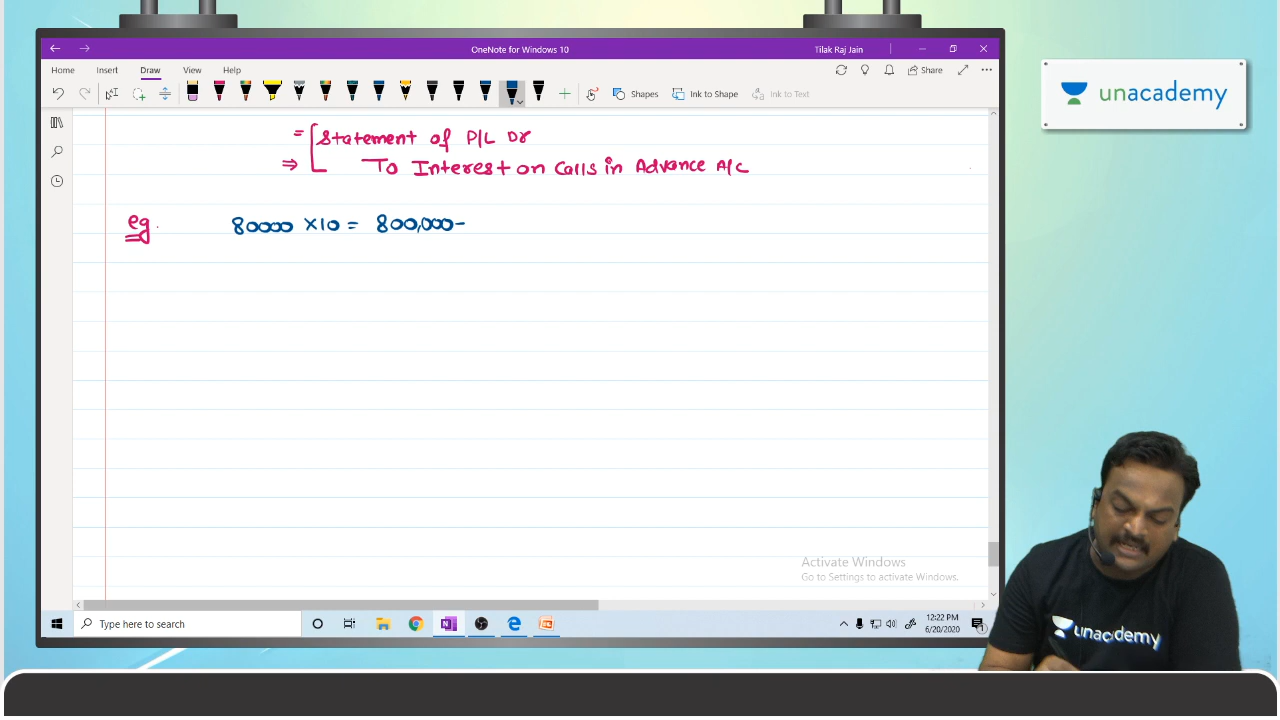 OneNote for Windows 10
Tilak Raj Jain
Home Insert Draw View Help
Share
Shapes Ink to Shape Ink to Text
unacademy
= Statement of P/L Dr
⇒ To Interest on Calls in Advance A/C
eg. 80000 ×10 = 800,000-
Activate Windows
Go to Settings to activate Windows.
Type here to search
12:22 PM
6/20/2020
1
unacademy